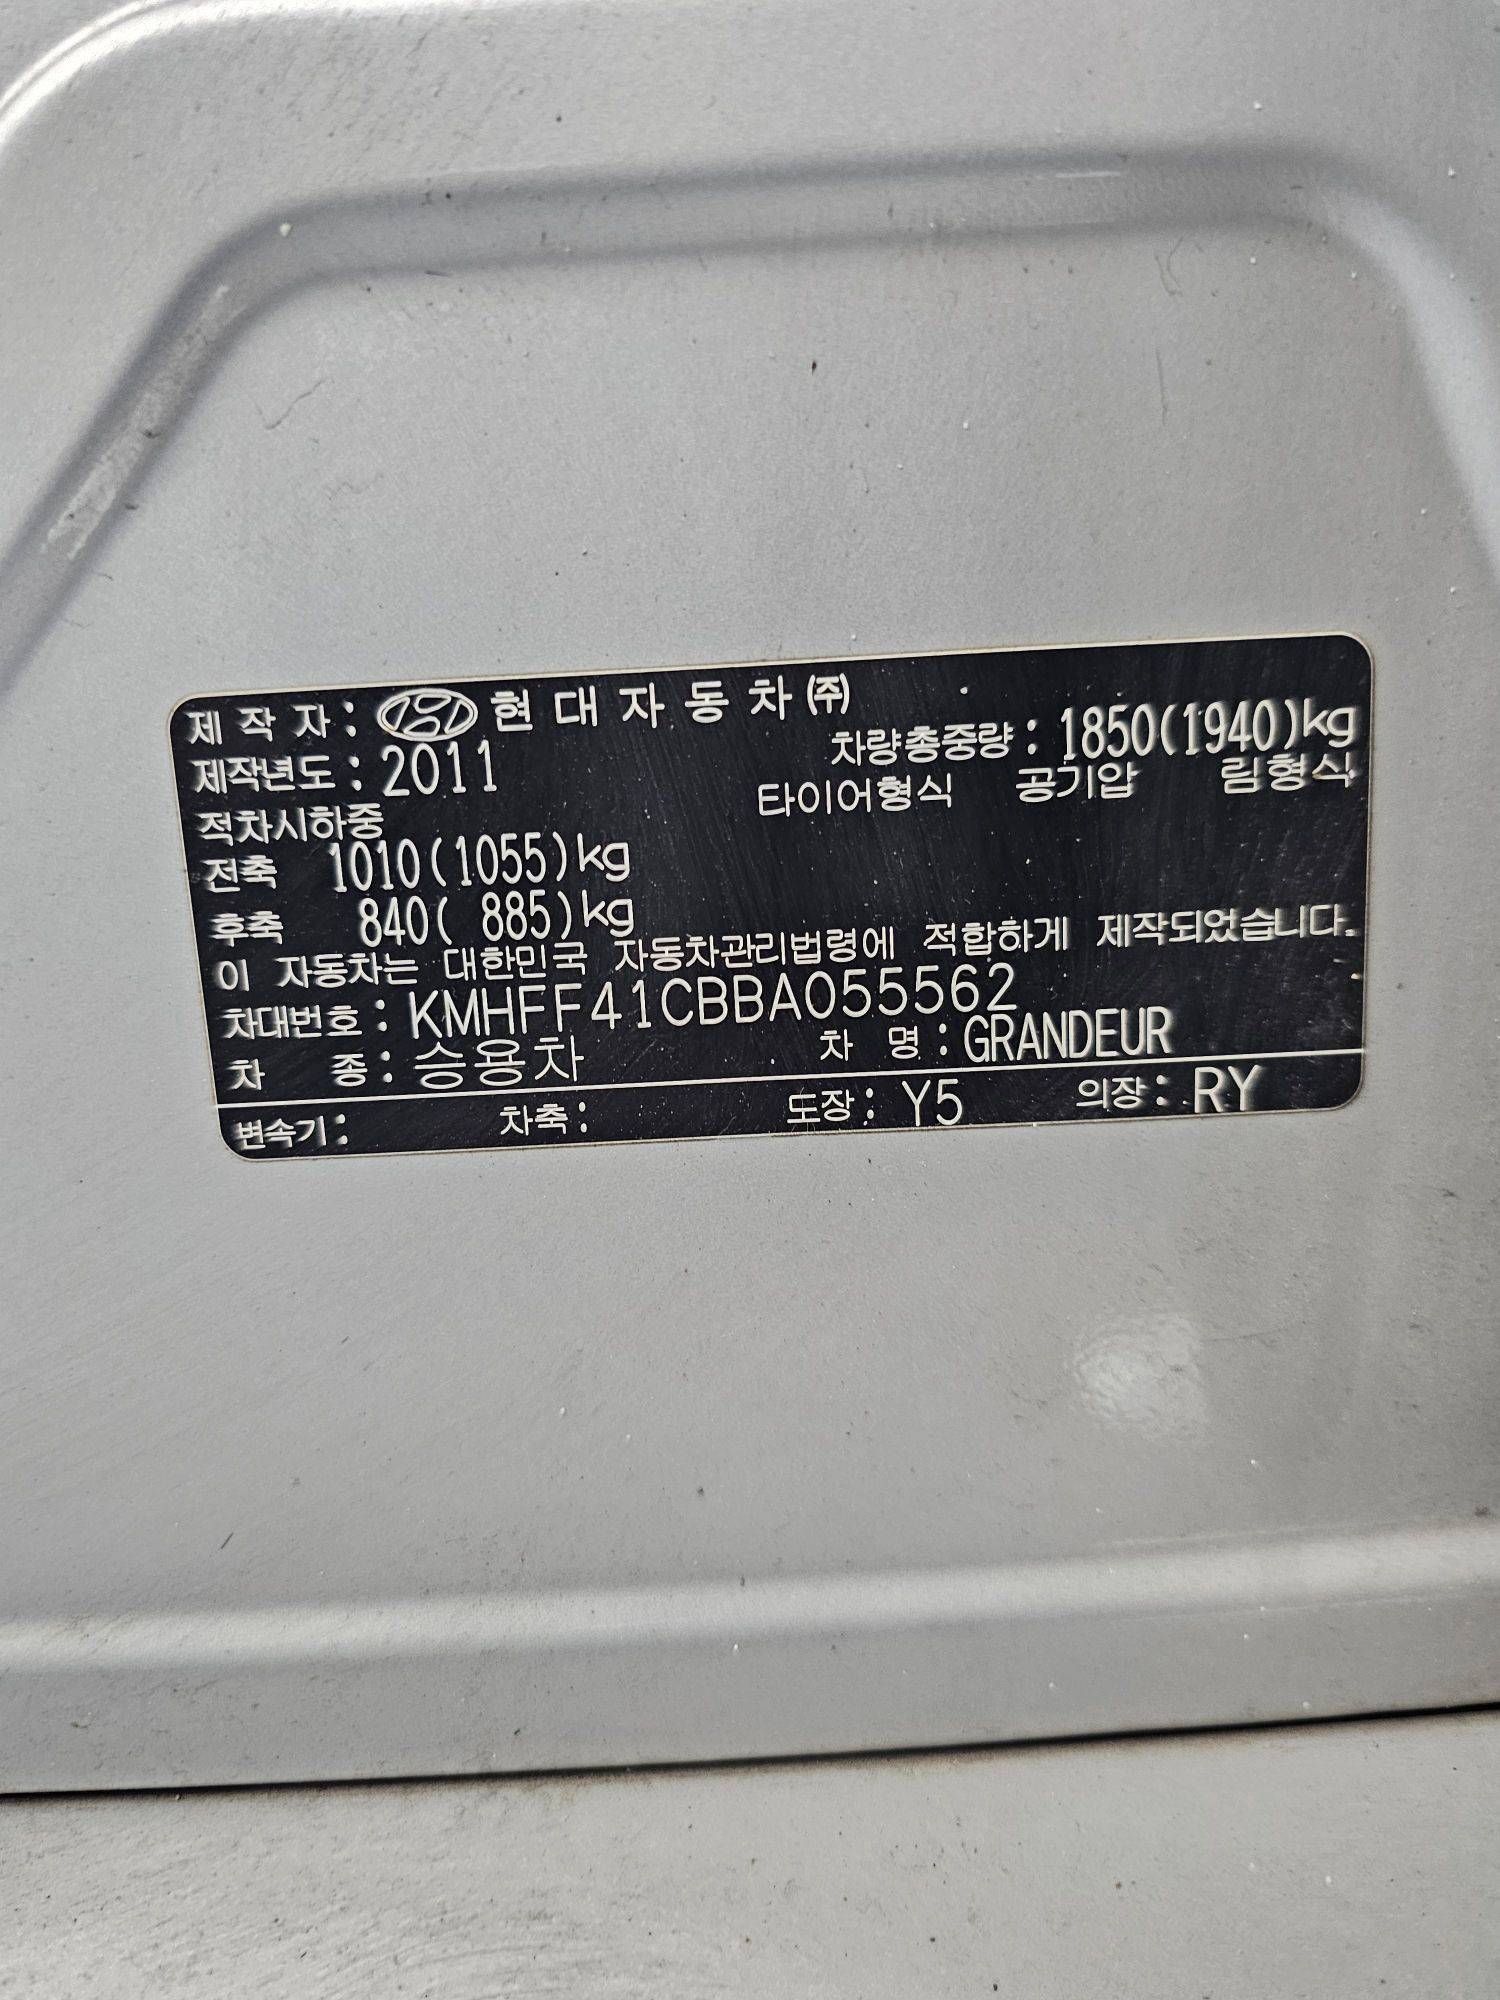 제 작 자 : 현 대 자 동 차 ㈜
제작년도 : 2011 차량총중량 : 1850(1940)kg
적차시하중 타이어형식 공기압 림형식
전축 1010(1055)kg
후축 840( 885)kg
이 자동차는 대한민국 자동차관리법령에 적합하게 제작되었습니다.
차대번호 : KMHFF41CBBA055562
차 종 : 승용차 차 명 : GRANDEUR
변속기 : 차축 : 도장 : Y5 의장 : RY